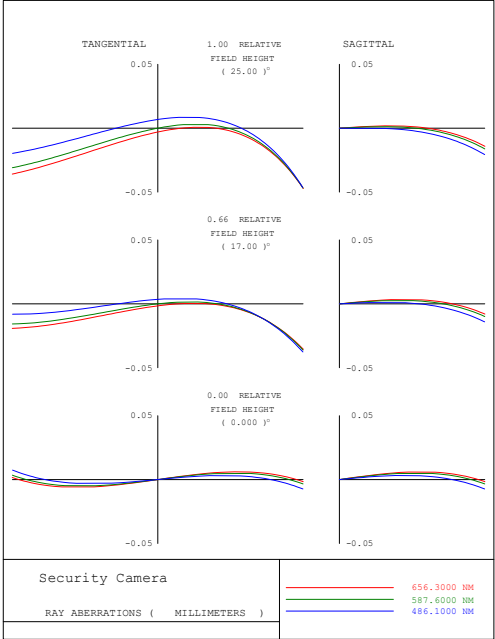 TANGENTIAL
1.00 RELATIVE
FIELD HEIGHT
( 25.00 )°
SAGITTAL
0.05
0.05
-0.05
-0.05
0.66 RELATIVE
FIELD HEIGHT
( 17.00 )°
0.05
0.05
-0.05
-0.05
0.00 RELATIVE
FIELD HEIGHT
( 0.000 )°
0.05
0.05
-0.05
-0.05
Security Camera
RAY ABERRATIONS ( MILLIMETERS )
656.3000 NM
587.6000 NM
486.1000 NM